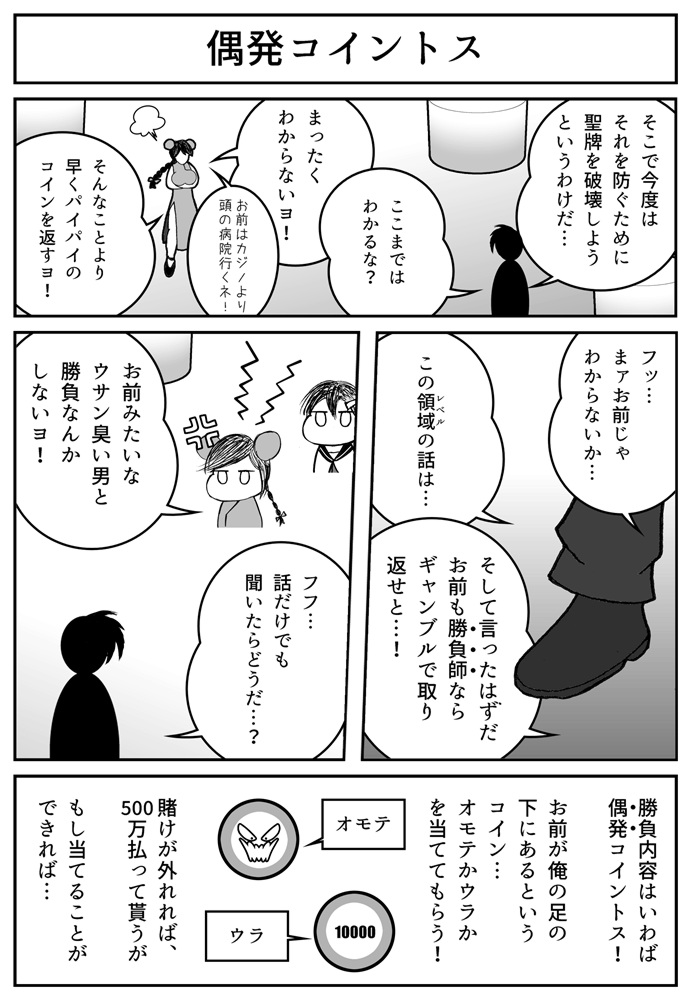 偶発コイントス
そこで今度は
それを防ぐために
聖牌を破壊しよう
というわけだ…
ここまでは
わかるな？
まったく
わからないヨ！
お前はカジノより
頭の病院行くネ！
そんなことより
早くパイパイの
コインを返すヨ！
フッ…
まァお前じゃ
わからないか…
この領域の話は…
レベル
そして言ったはずだ
お前も勝負師なら
ギャンブルで取り
返せと…！
お前みたいな
ウサン臭い男と
勝負なんか
しないヨ！
フフ…
話だけでも
聞いたらどうだ…？
勝負内容はいわば
偶発コイントス！
お前が俺の足の
下にあるという
コイン…
オモテかウラか
を当ててもらう！
オモテ
ウラ
10000
賭けが外れれば、
500万払って貰うが
もし当てることが
できれば…